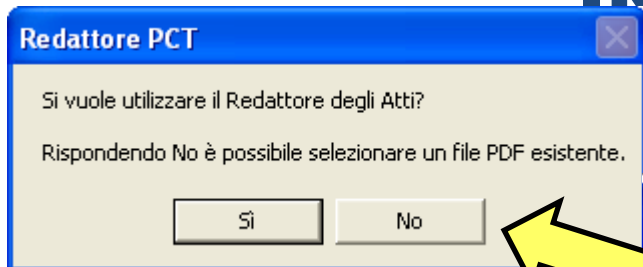 Redattore PCT
Si vuole utilizzare il Redattore degli Atti?
Rispondendo No è possibile selezionare un file PDF esistente.
Sì
No